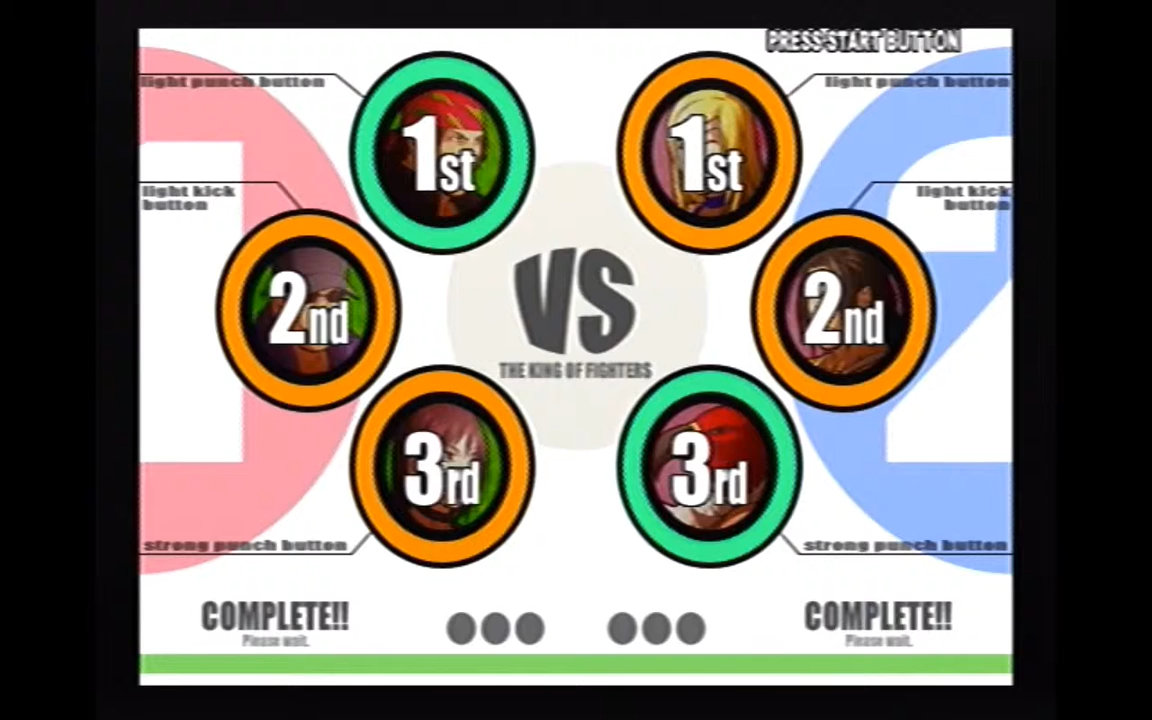 PRESS START BUTTON
light punch button
light punch button
1st
1st
light kick
button
light kick
button
2nd
2nd
VS
THE KING OF FIGHTERS
3rd
3rd
strong punch button
strong punch button
COMPLETE!!
Please wait.
COMPLETE!!
Please wait.
1
2